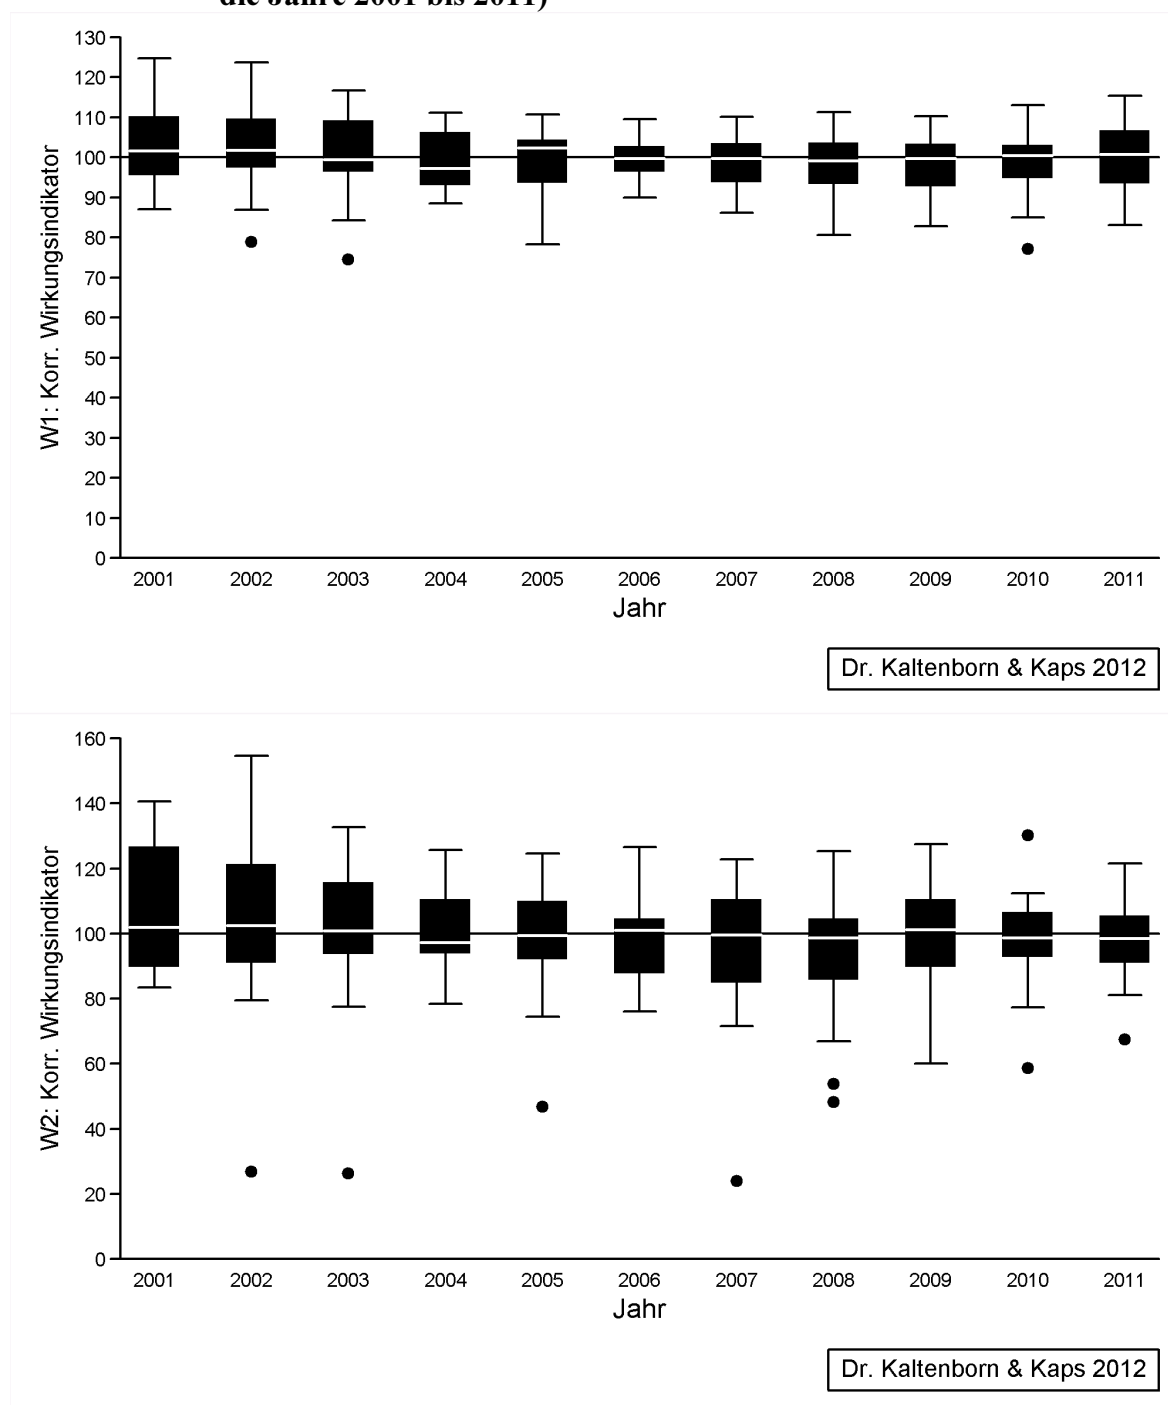 die Jahre 2001 bis 2011)
130
120
110
100
90
80
70
60
50
40
30
20
10
0
W1: Korr. Wirkungsindikator
2001 2002 2003 2004 2005 2006 2007 2008 2009 2010 2011
Jahr
Dr. Kaltenborn & Kaps 2012
160
140
120
100
80
60
40
20
0
W2: Korr. Wirkungsindikator
2001 2002 2003 2004 2005 2006 2007 2008 2009 2010 2011
Jahr
Dr. Kaltenborn & Kaps 2012